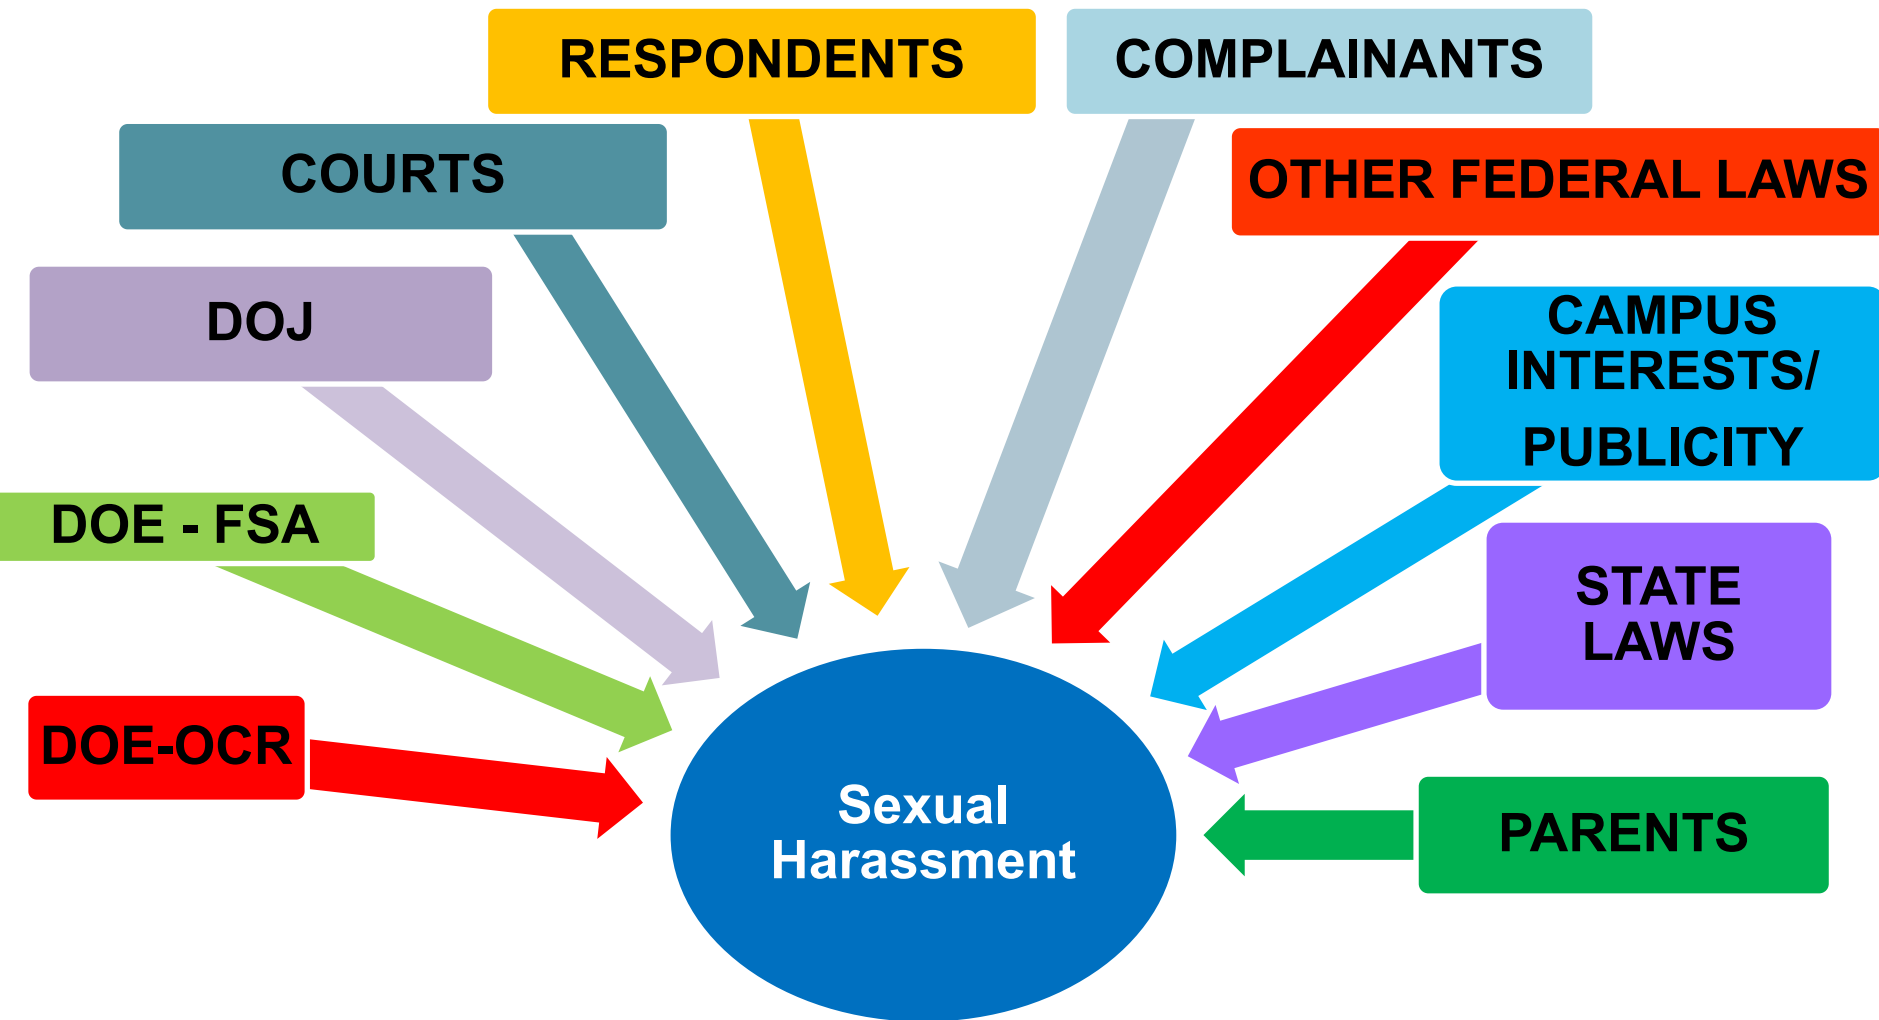 RESPONDENTS
COMPLAINANTS
COURTS
OTHER FEDERAL LAWS
DOJ
CAMPUS
INTERESTS/
PUBLICITY
DOE - FSA
STATE
LAWS
DOE-OCR
PARENTS
Sexual
Harassment